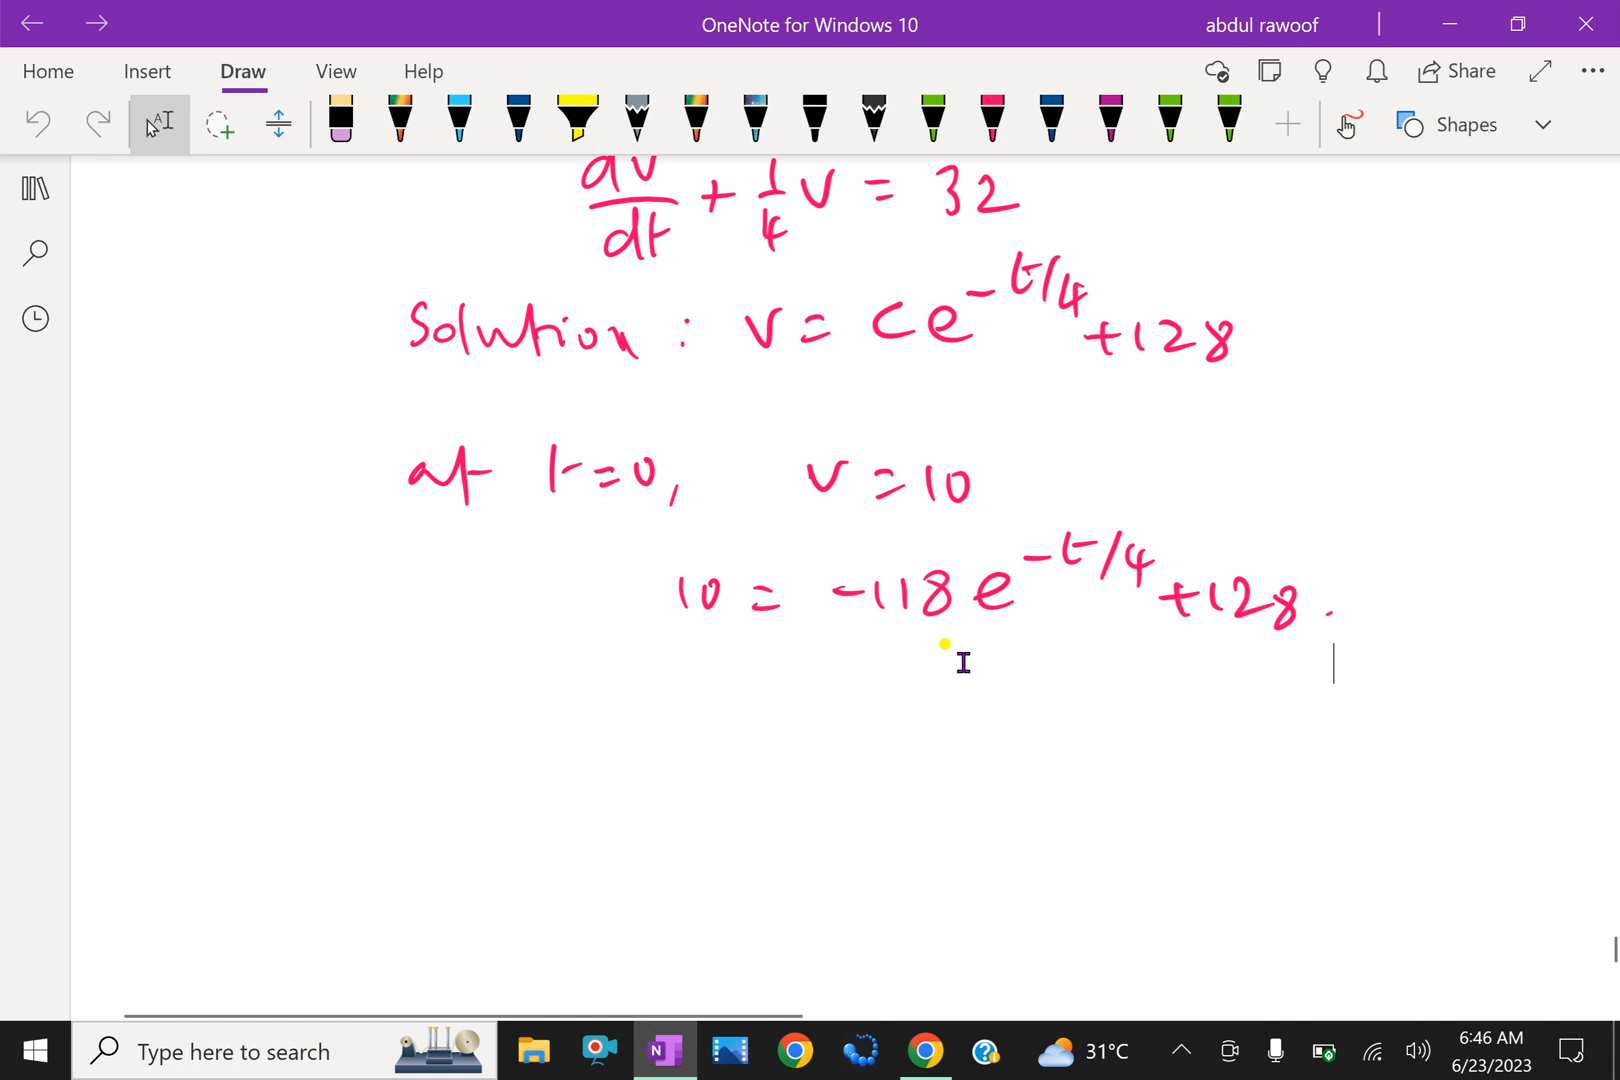 OneNote for Windows 10
abdul rawoof
Home Insert Draw View Help
Share
Shapes
dv/dt + 1/4 v = 32
Solution : v = ce^-t/4 +128
at t=0, v=10
10 = -118e^-t/4 +128.
Type here to search
31°C
6:46 AM
6/23/2023